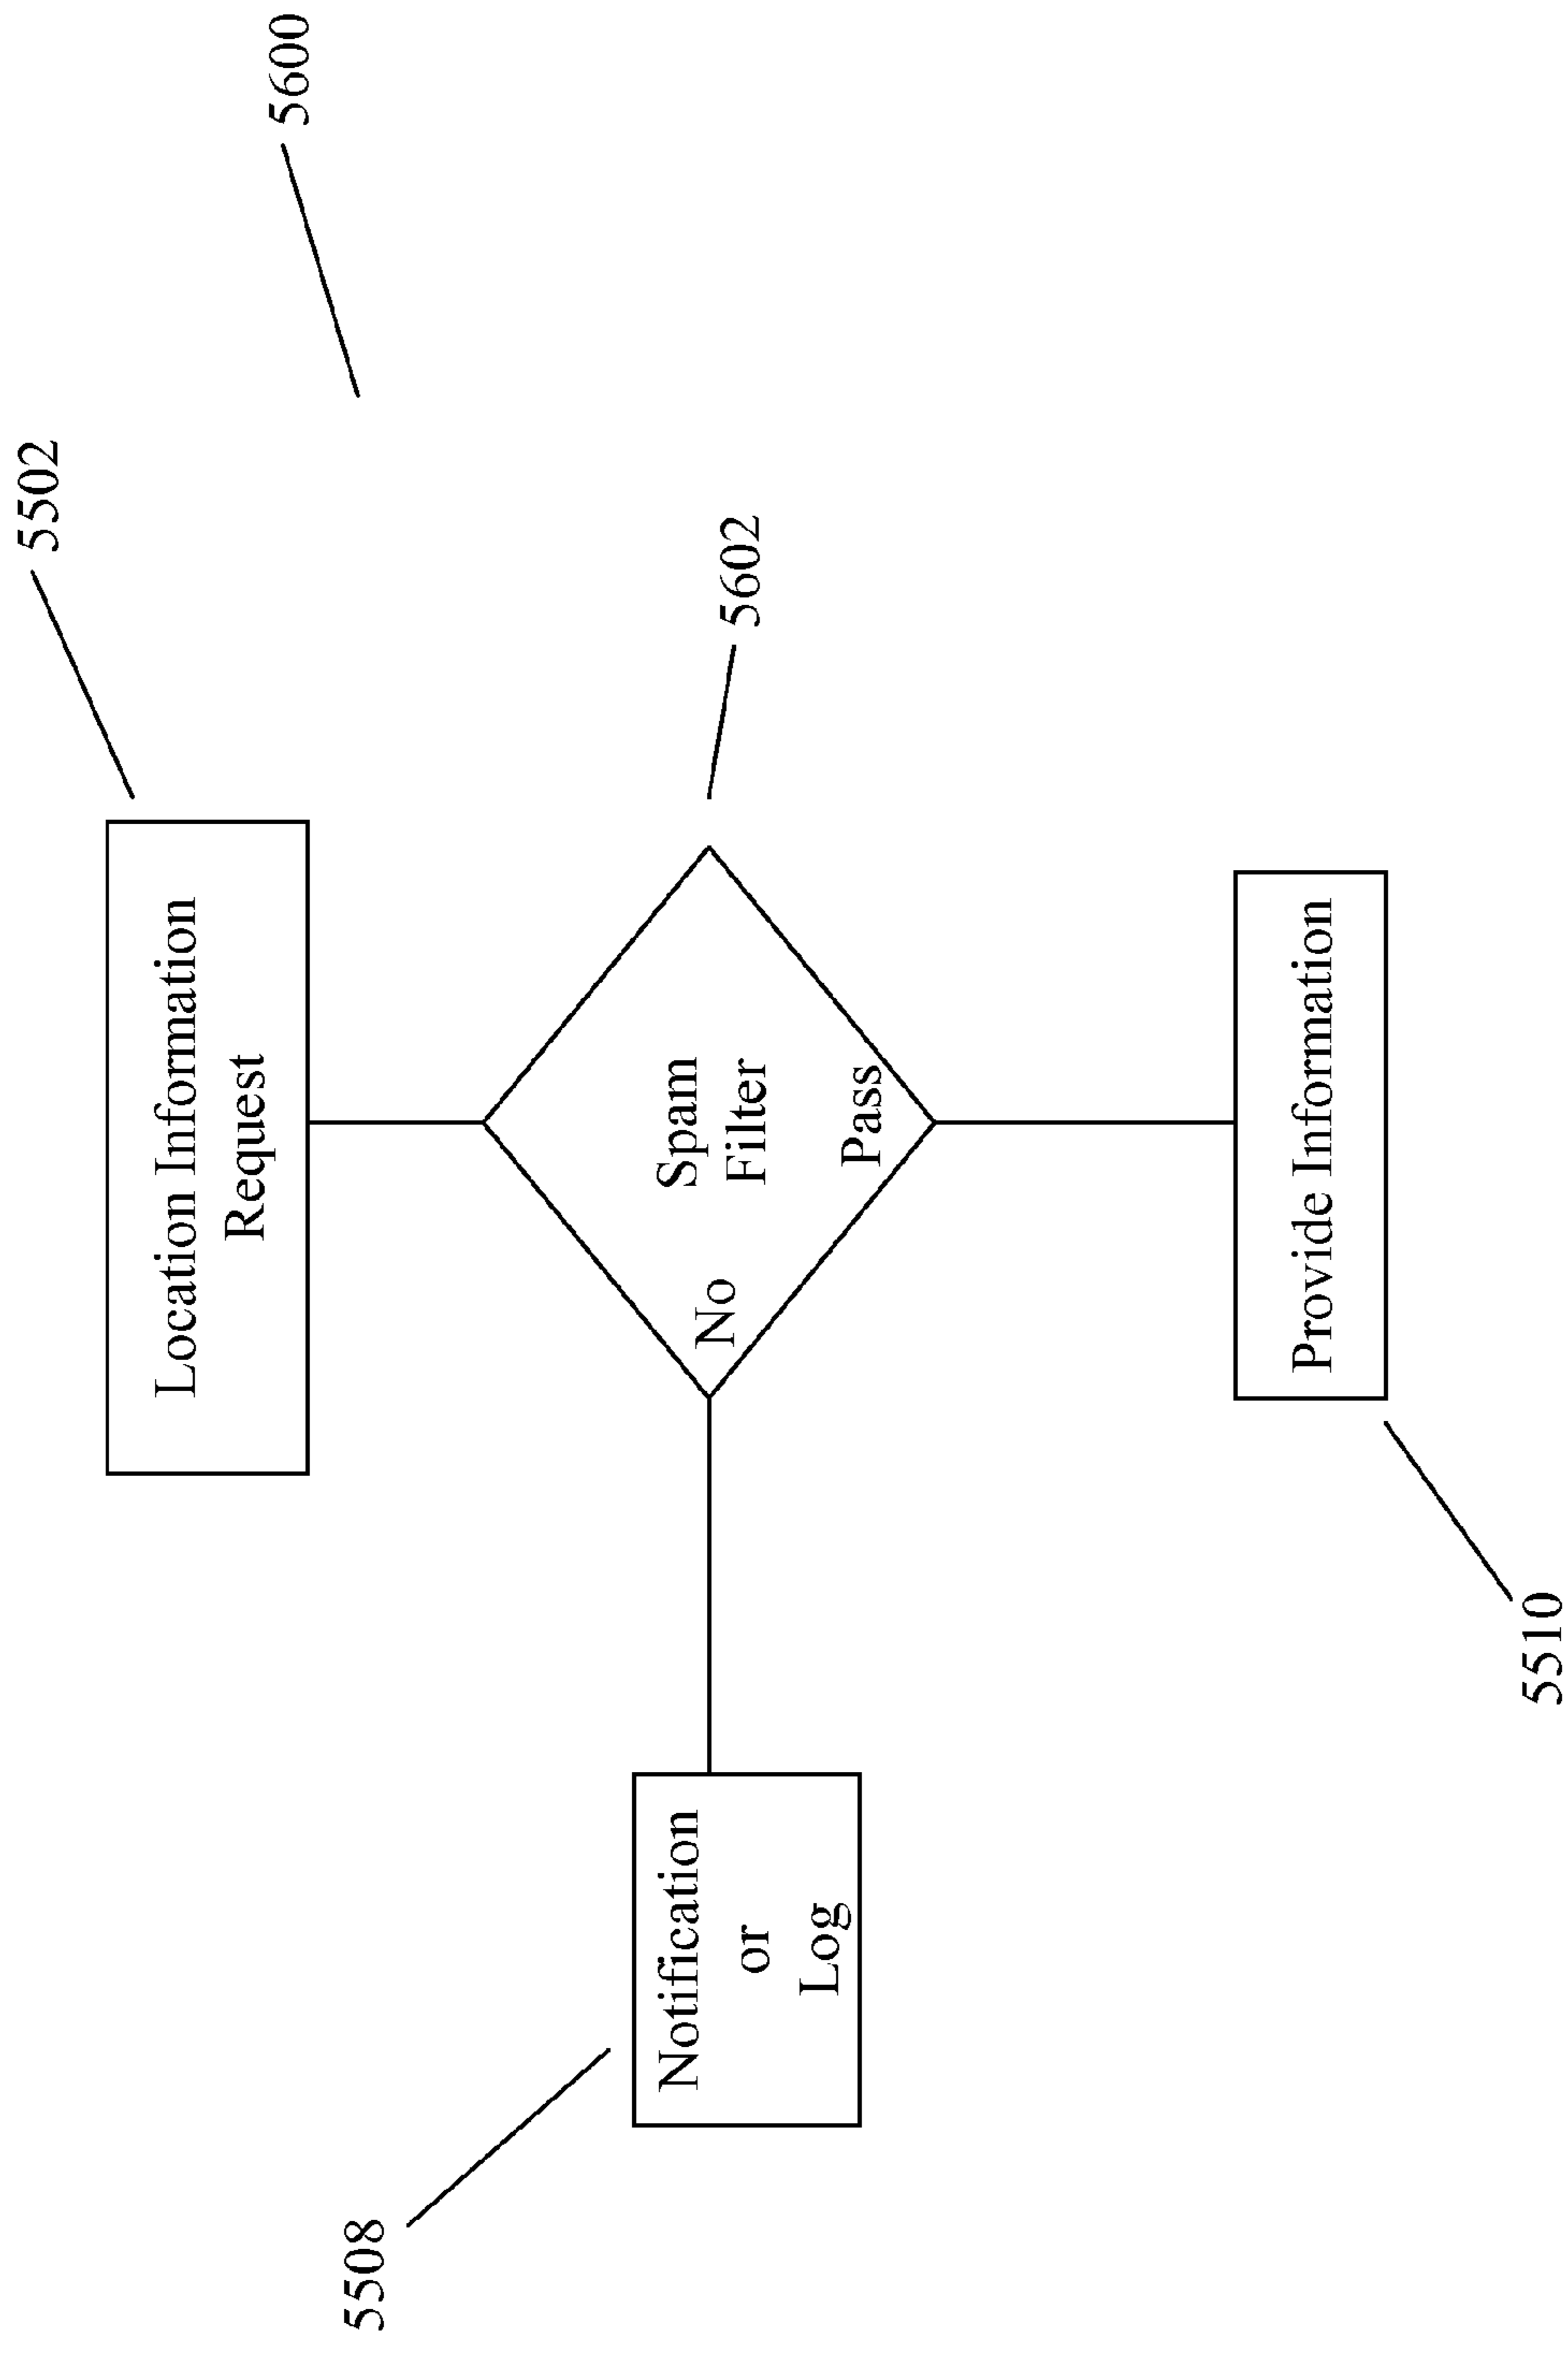 5600
5502
Location Information
Request
5602
Spam
Filter
No
Pass
5508
Notification
or
Log
Provide Information
5510